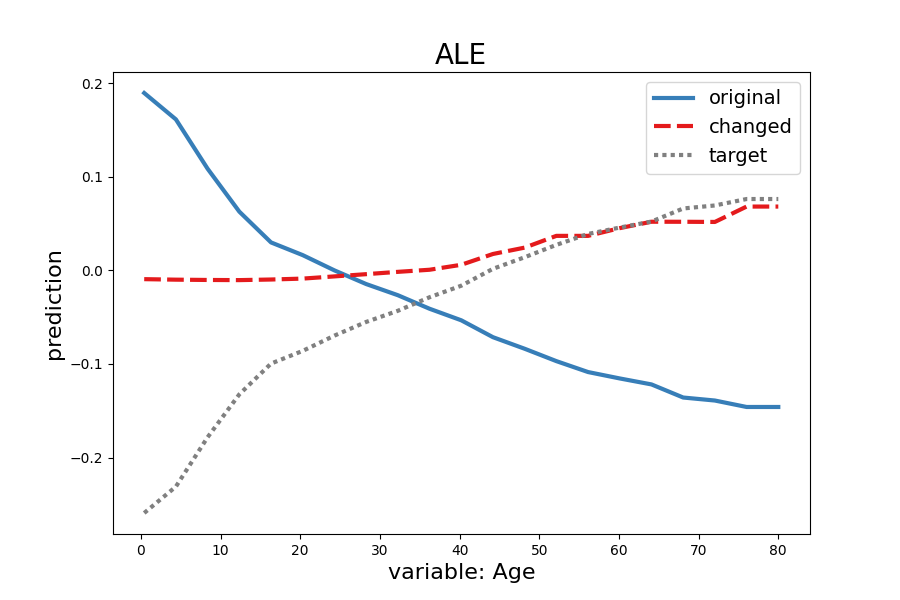 ALE
original
changed
target
prediction
0.2
0.1
0.0
−0.1
−0.2
0 10 20 30 40 50 60 70 80
variable: Age